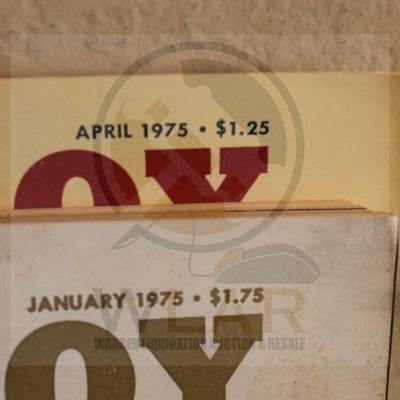 APRIL 1975 • $1.25
OY
JANUARY 1975 • $1.75
OY
WLAR
WARREN LIQUIDATION AUCTION & RESALE